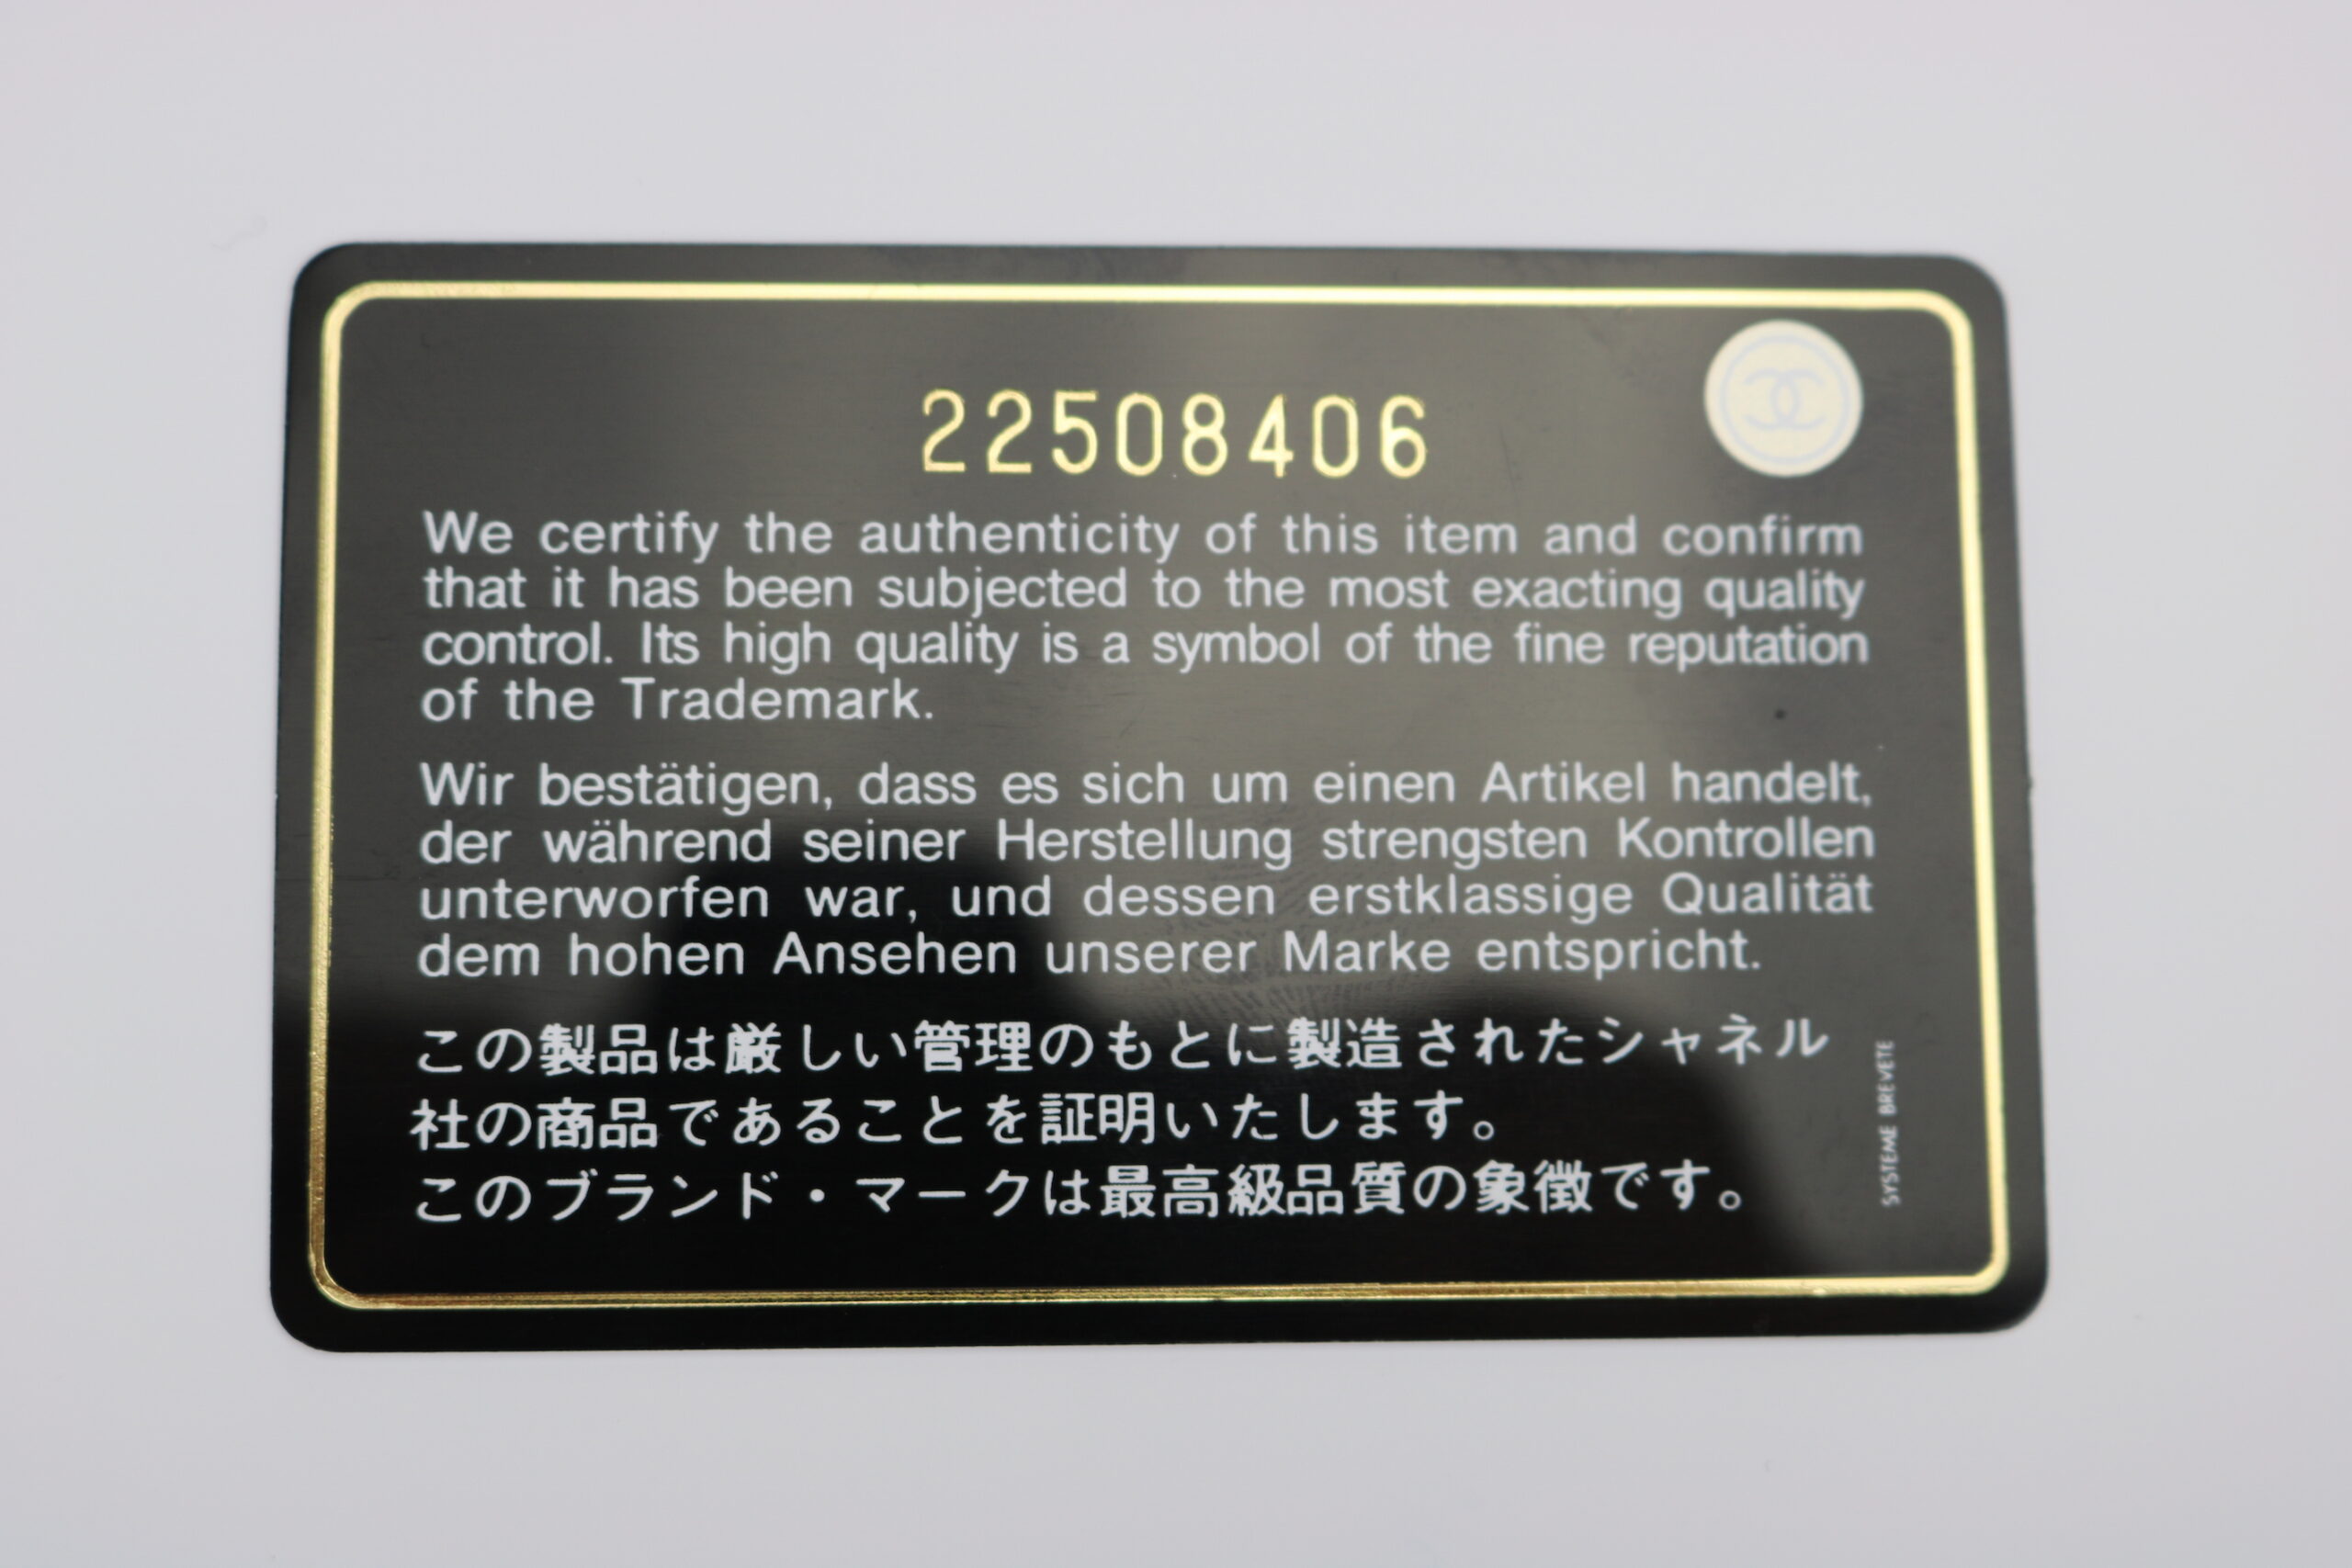 22508406
We certify the authenticity of this item and confirm
that it has been subjected to the most exacting quality
control. Its high quality is a symbol of the fine reputation
of the Trademark.
Wir bestätigen, dass es sich um einen Artikel handelt,
der während seiner Herstellung strengsten Kontrollen
unterworfen war, und dessen erstklassige Qualität
dem hohen Ansehen unserer Marke entspricht.
この製品は厳しい管理のもとに製造されたシャネル
社の商品であることを証明いたします。
このブランド・マークは最高級品質の象徴です。
SYSTEME BREVETE